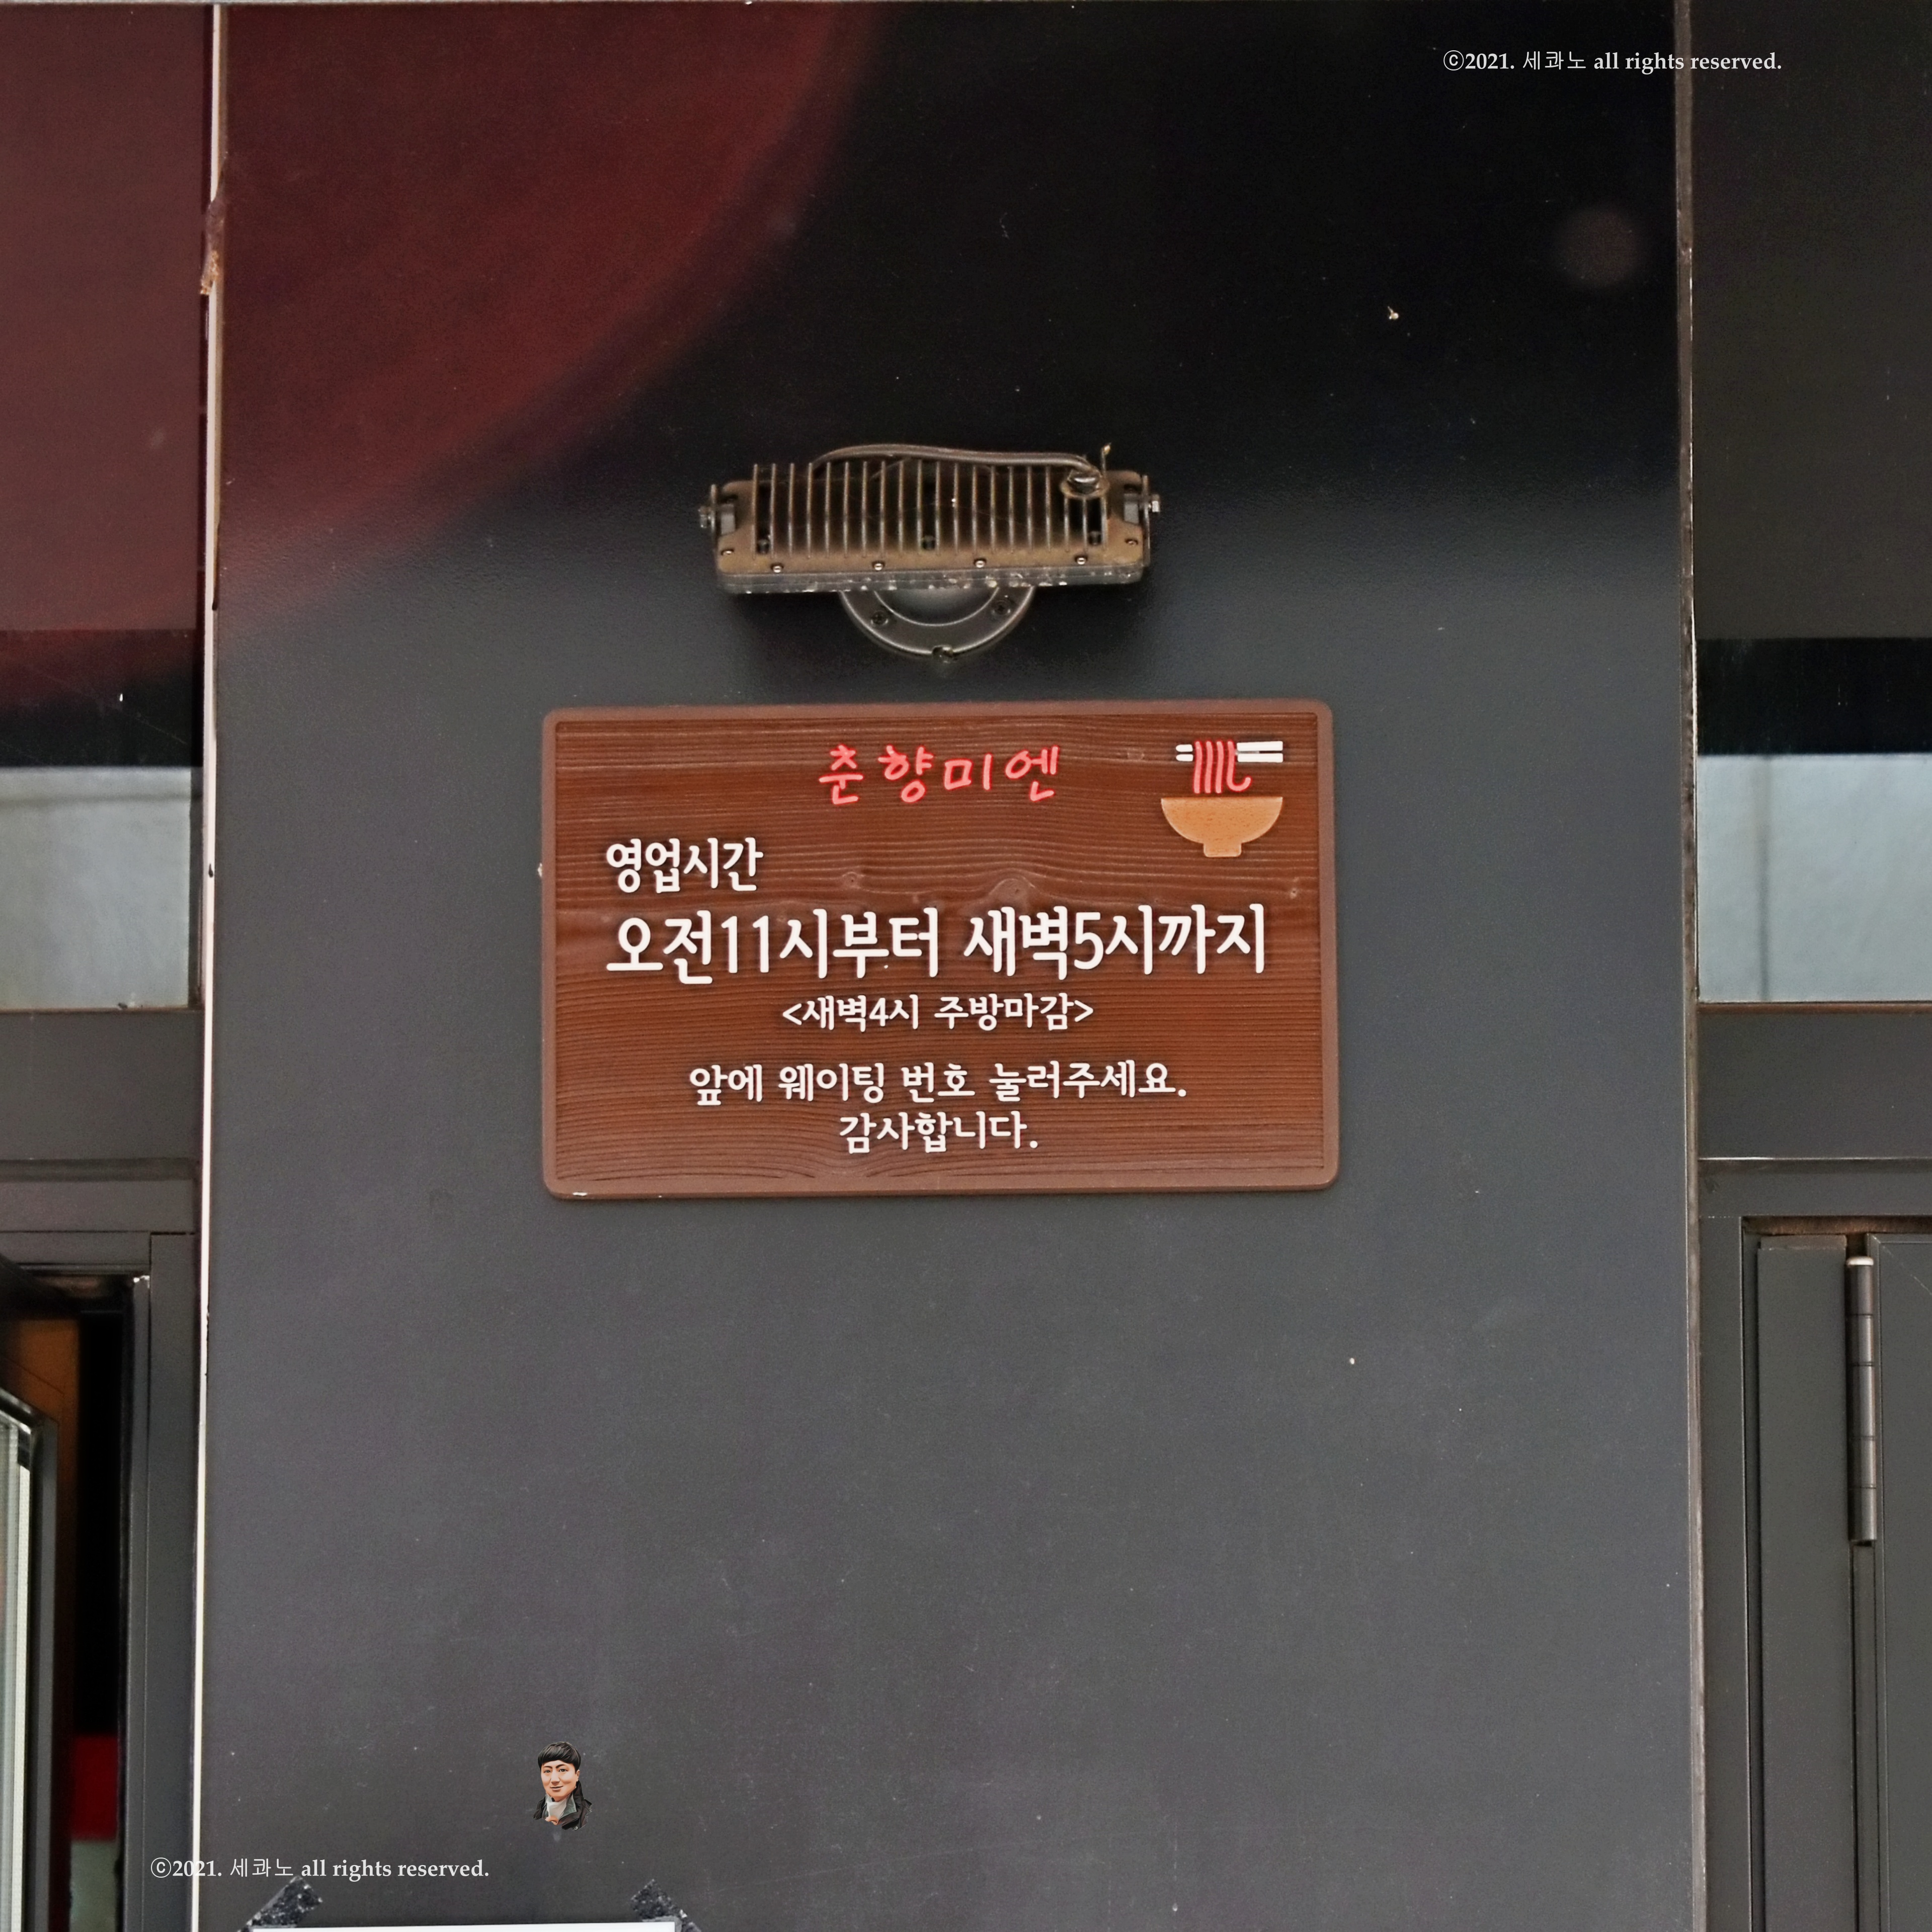 ⓒ2021. 세콰노 all rights reserved.
춘향미엔
영업시간
오전11시부터 새벽5시까지
<새벽4시 주방마감>
앞에 웨이팅 번호 눌러주세요.
감사합니다.
ⓒ2021. 세콰노 all rights reserved.